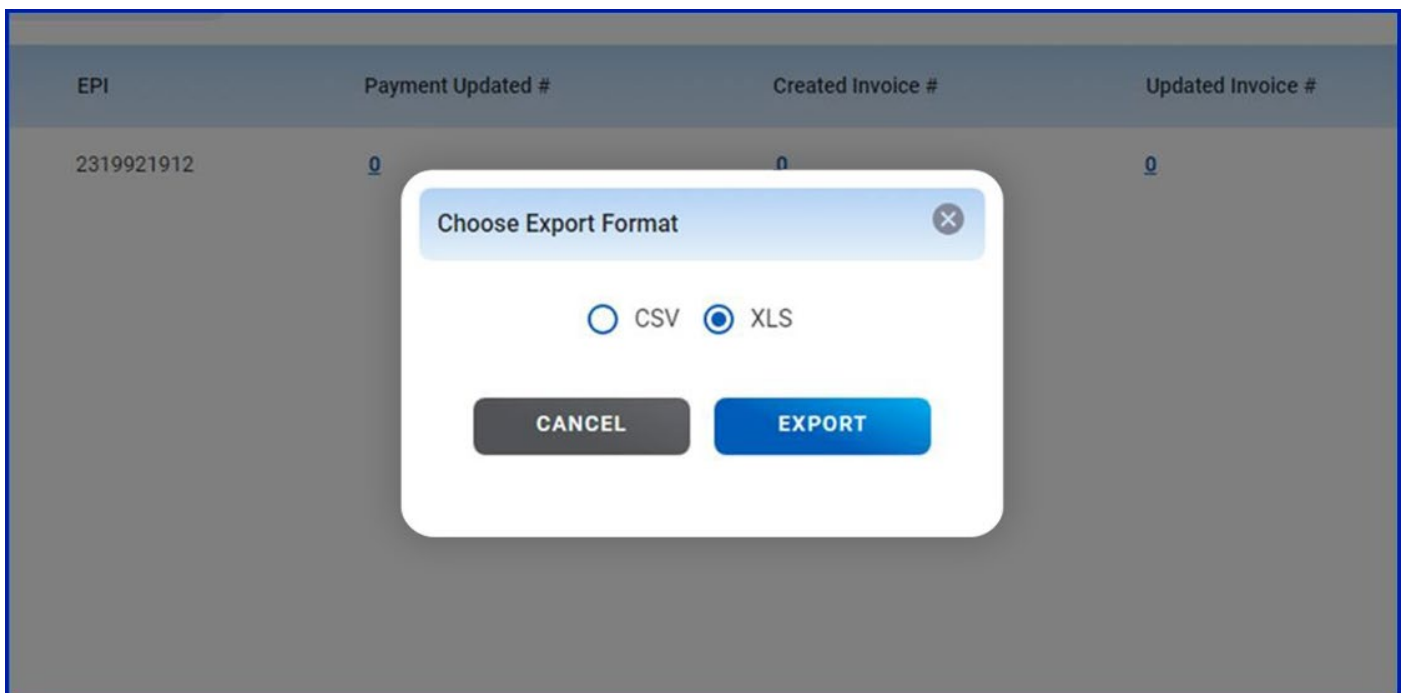 EPI Payment Updated # Created Invoice # Updated Invoice #
2319921912 0 0 0
Choose Export Format
CSV XLS
CANCEL EXPORT